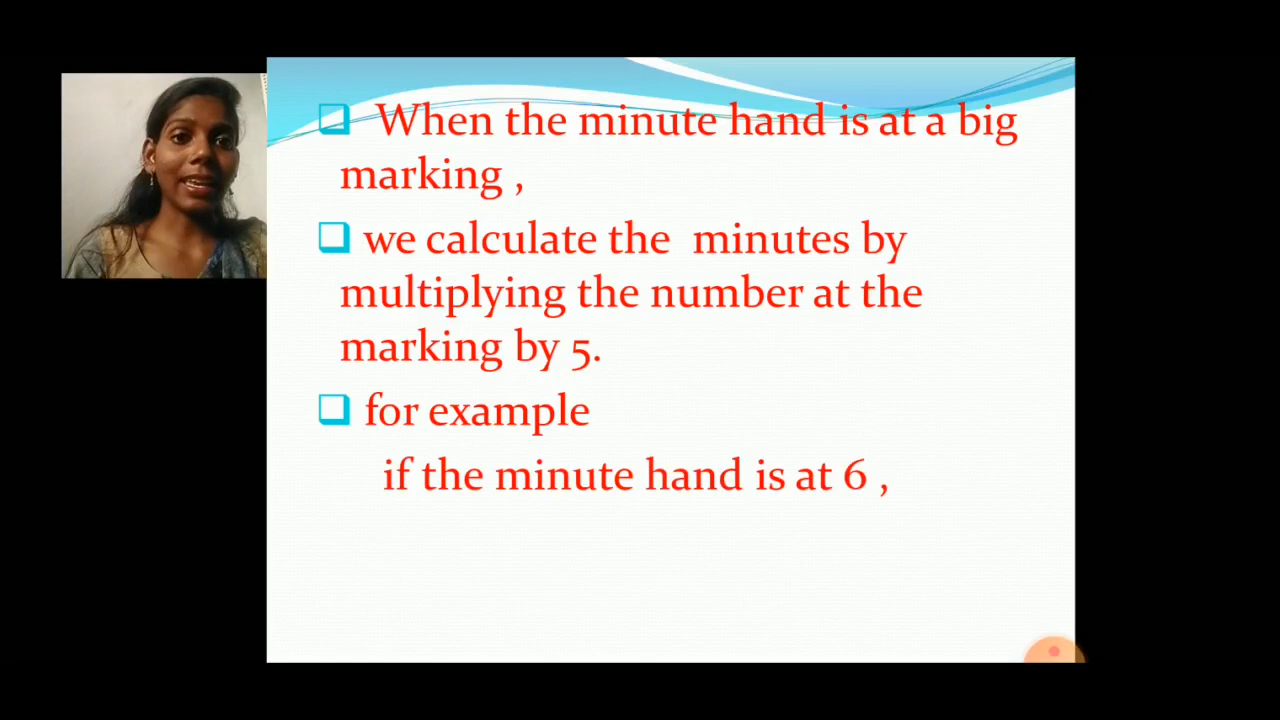 When the minute hand is at a big
marking ,
we calculate the minutes by
multiplying the number at the
marking by 5.
for example
if the minute hand is at 6 ,